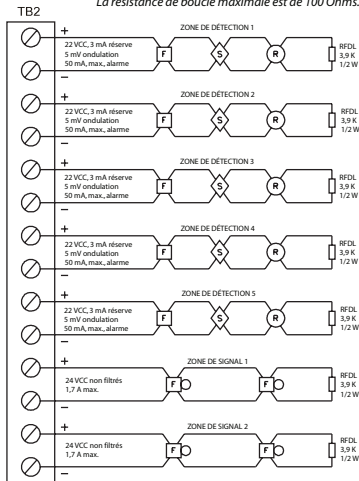 La résistance de boucle maximale est de 100 Ohms.
TB2
ZONE DE DÉTECTION 1
+
22 VCC, 3 mA réserve
5 mV ondulation
50 mA, max., alarme
–
F
S
R
RFDL
3,9 K
1/2 W
ZONE DE DÉTECTION 2
+
22 VCC, 3 mA réserve
5 mV ondulation
50 mA, max., alarme
–
F
S
R
RFDL
3,9 K
1/2 W
ZONE DE DÉTECTION 3
+
22 VCC, 3 mA réserve
5 mV ondulation
50 mA, max., alarme
–
F
S
R
RFDL
3,9 K
1/2 W
ZONE DE DÉTECTION 4
+
22 VCC, 3 mA réserve
5 mV ondulation
50 mA, max., alarme
–
F
S
R
RFDL
3,9 K
1/2 W
ZONE DE DÉTECTION 5
+
22 VCC, 3 mA réserve
5 mV ondulation
50 mA, max., alarme
–
F
S
R
RFDL
3,9 K
1/2 W
ZONE DE SIGNAL 1
+
24 VCC non filtrés
1,7 A max.
–
F
F
RFDL
3,9 K
1/2 W
ZONE DE SIGNAL 2
+
24 VCC non filtrés
1,7 A max.
–
F
F
RFDL
3,9 K
1/2 W